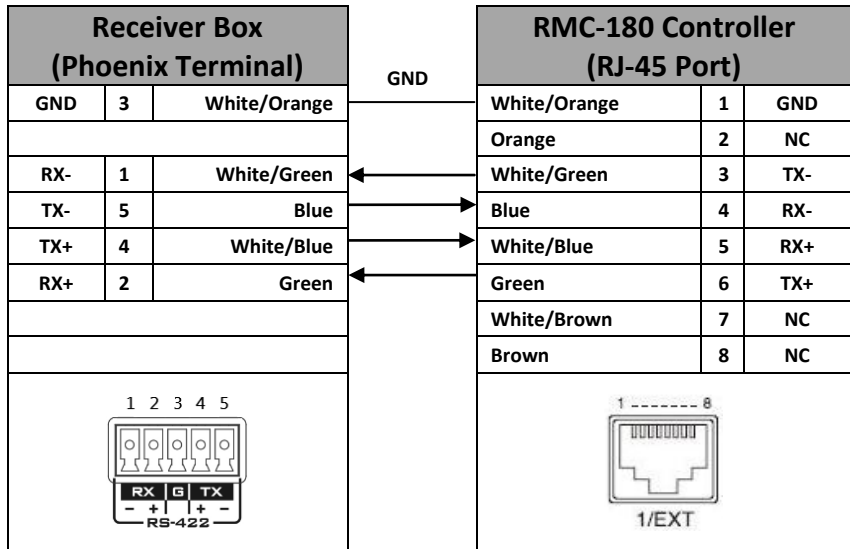 Receiver Box
(Phoenix Terminal)
GND
RMC-180 Controller
(RJ-45 Port)
GND 3 White/Orange White/Orange 1 GND
Orange 2 NC
RX- 1 White/Green White/Green 3 TX-
TX- 5 Blue Blue 4 RX-
TX+ 4 White/Blue White/Blue 5 RX+
RX+ 2 Green Green 6 TX+
White/Brown 7 NC
Brown 8 NC
1 2 3 4 5
RX G TX
- + + -
RS-422
1 ------- 8
1/EXT